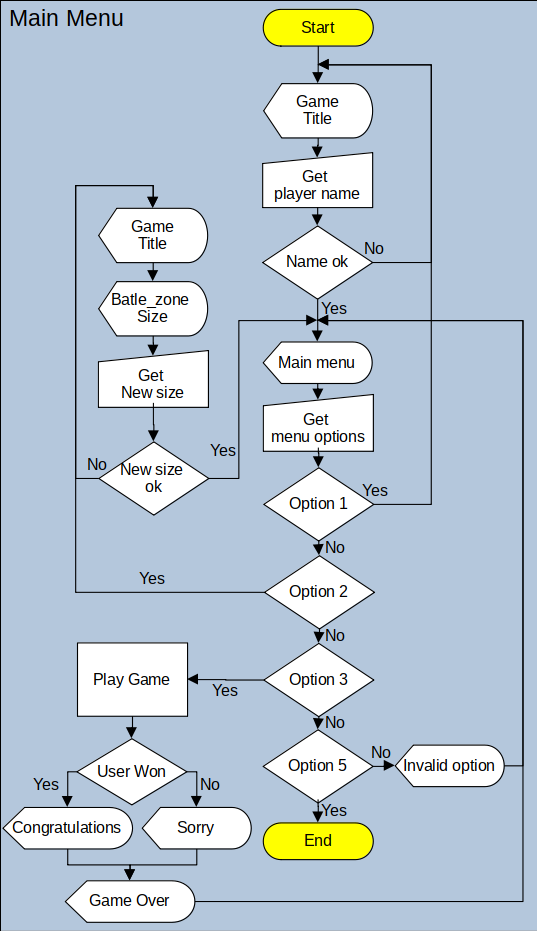 Main Menu
Start
Game
Title
Get
player name
Name ok
No
Yes
Game
Title
Batle_zone
Size
Get
New size
New size
ok
No
Yes
Main menu
Get
menu options
Option 1
Yes
No
Option 2
Yes
No
Option 3
Yes
No
Play Game
Option 5
No
Invalid option
Yes
End
User Won
Yes
No
Congratulations
Sorry
Game Over